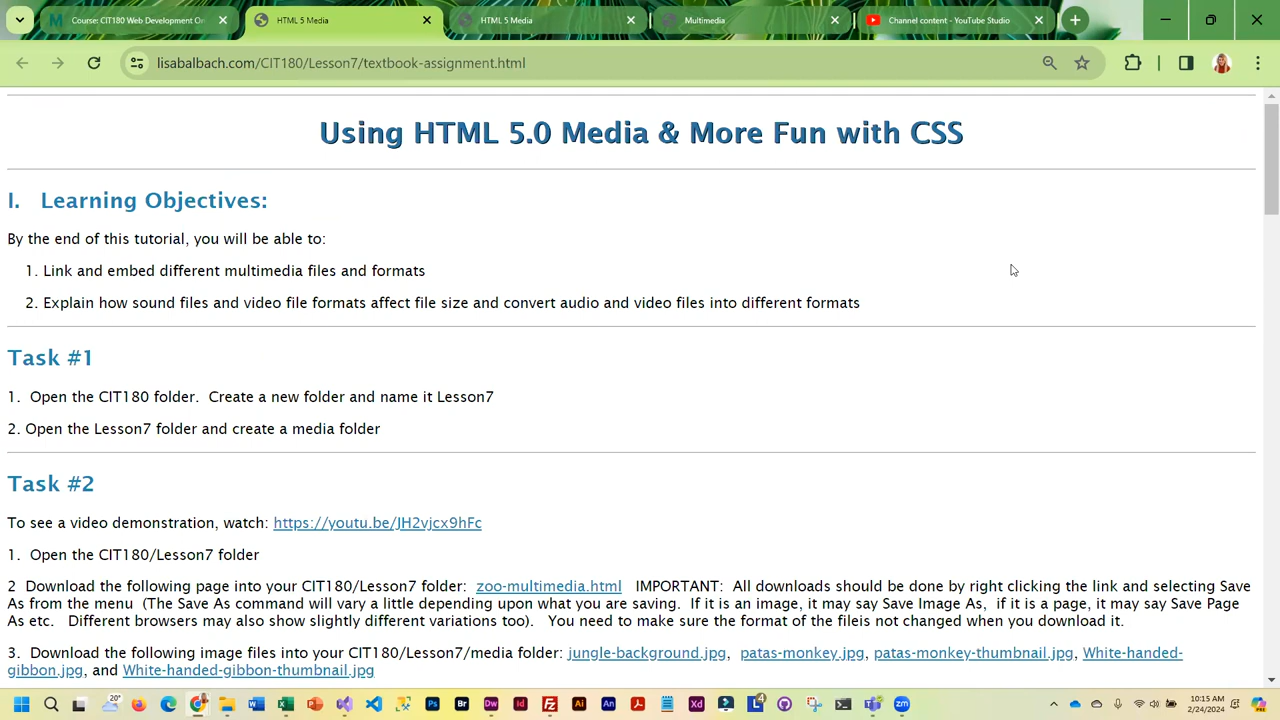 Course: CIT180 Web Development On
HTML 5 Media
HTML 5 Media
Multimedia
Channel content - YouTube Studio
lisabalbach.com/CIT180/Lesson7/textbook-assignment.html
Using HTML 5.0 Media & More Fun with CSS
I. Learning Objectives:
By the end of this tutorial, you will be able to:
1. Link and embed different multimedia files and formats
2. Explain how sound files and video file formats affect file size and convert audio and video files into different formats
Task #1
1. Open the CIT180 folder. Create a new folder and name it Lesson7
2. Open the Lesson7 folder and create a media folder
Task #2
To see a video demonstration, watch: https://youtu.be/JH2vjcx9hFc
1. Open the CIT180/Lesson7 folder
2 Download the following page into your CIT180/Lesson7 folder: zoo-multimedia.html IMPORTANT: All downloads should be done by right clicking the link and selecting Save
As from the menu (The Save As command will vary a little depending upon what you are saving. If it is an image, it may say Save Image As, if it is a page, it may say Save Page
As etc. Different browsers may also show slightly different variations too). You need to make sure the format of the fileis not changed when you download it.
3. Download the following image files into your CIT180/Lesson7/media folder: jungle-background.jpg, patas-monkey.jpg, patas-monkey-thumbnail.jpg, White-handed-
gibbon.jpg, and White-handed-gibbon-thumbnail.jpg
20°
10:15 AM
2/24/2024